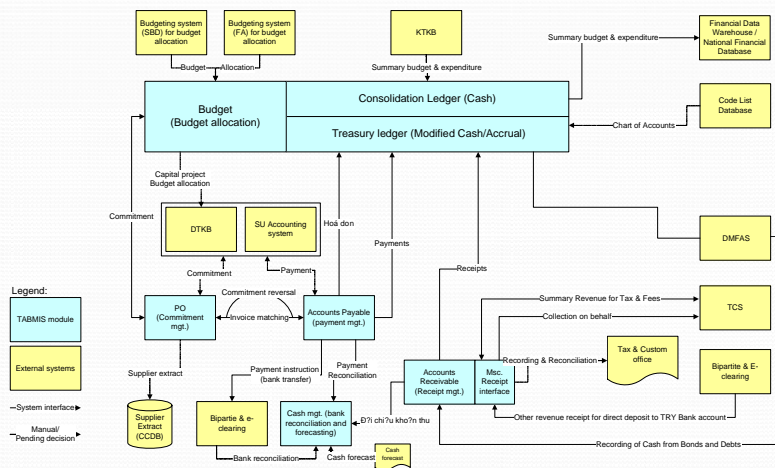 Budgeting system
(SBD) for budget
allocation
Budgeting system
(FA) for budget
allocation
KTKB
Financial Data
Warehouse /
National Financial
Database
Summary budget & expenditure
Budget
Allocation
Summary budget & expenditure
Budget
(Budget allocation)
Consolidation Ledger (Cash)
Treasury ledger (Modified Cash/Accrual)
Code List
Database
Chart of Accounts
Capital project
Budget allocation
Commitment
DTKB
SU Accounting
system
Hoá don
Payments
Receipts
DMFAS
Commitment
Payment
Legend:
TABMIS module
External systems
System interface
Manual/
Pending decision
PO
(Commitment
mgt.)
Commitment reversal
Invoice matching
Accounts Payable
(payment mgt.)
Summary Revenue for Tax & Fees
Collection on behalf
TCS
Supplier extract
Payment instruction
(bank transfer)
Payment
Reconciliation
Accounts
Receivable
(Receipt mgt.)
Msc.
Receipt
interface
Recording & Reconciliation
Tax & Custom
office
Bipartite & E-
clearing
Supplier
Extract
(CCDB)
Bipartie & e-
clearing
Cash mgt. (bank
reconciliation and
forecasting)
Ð?i chi?u kho?n thu
Other revenue receipt for direct deposit to TRY Bank account
Recording of Cash from Bonds and Debts
Bank reconciliation
Cash forecast
Cash
forecast